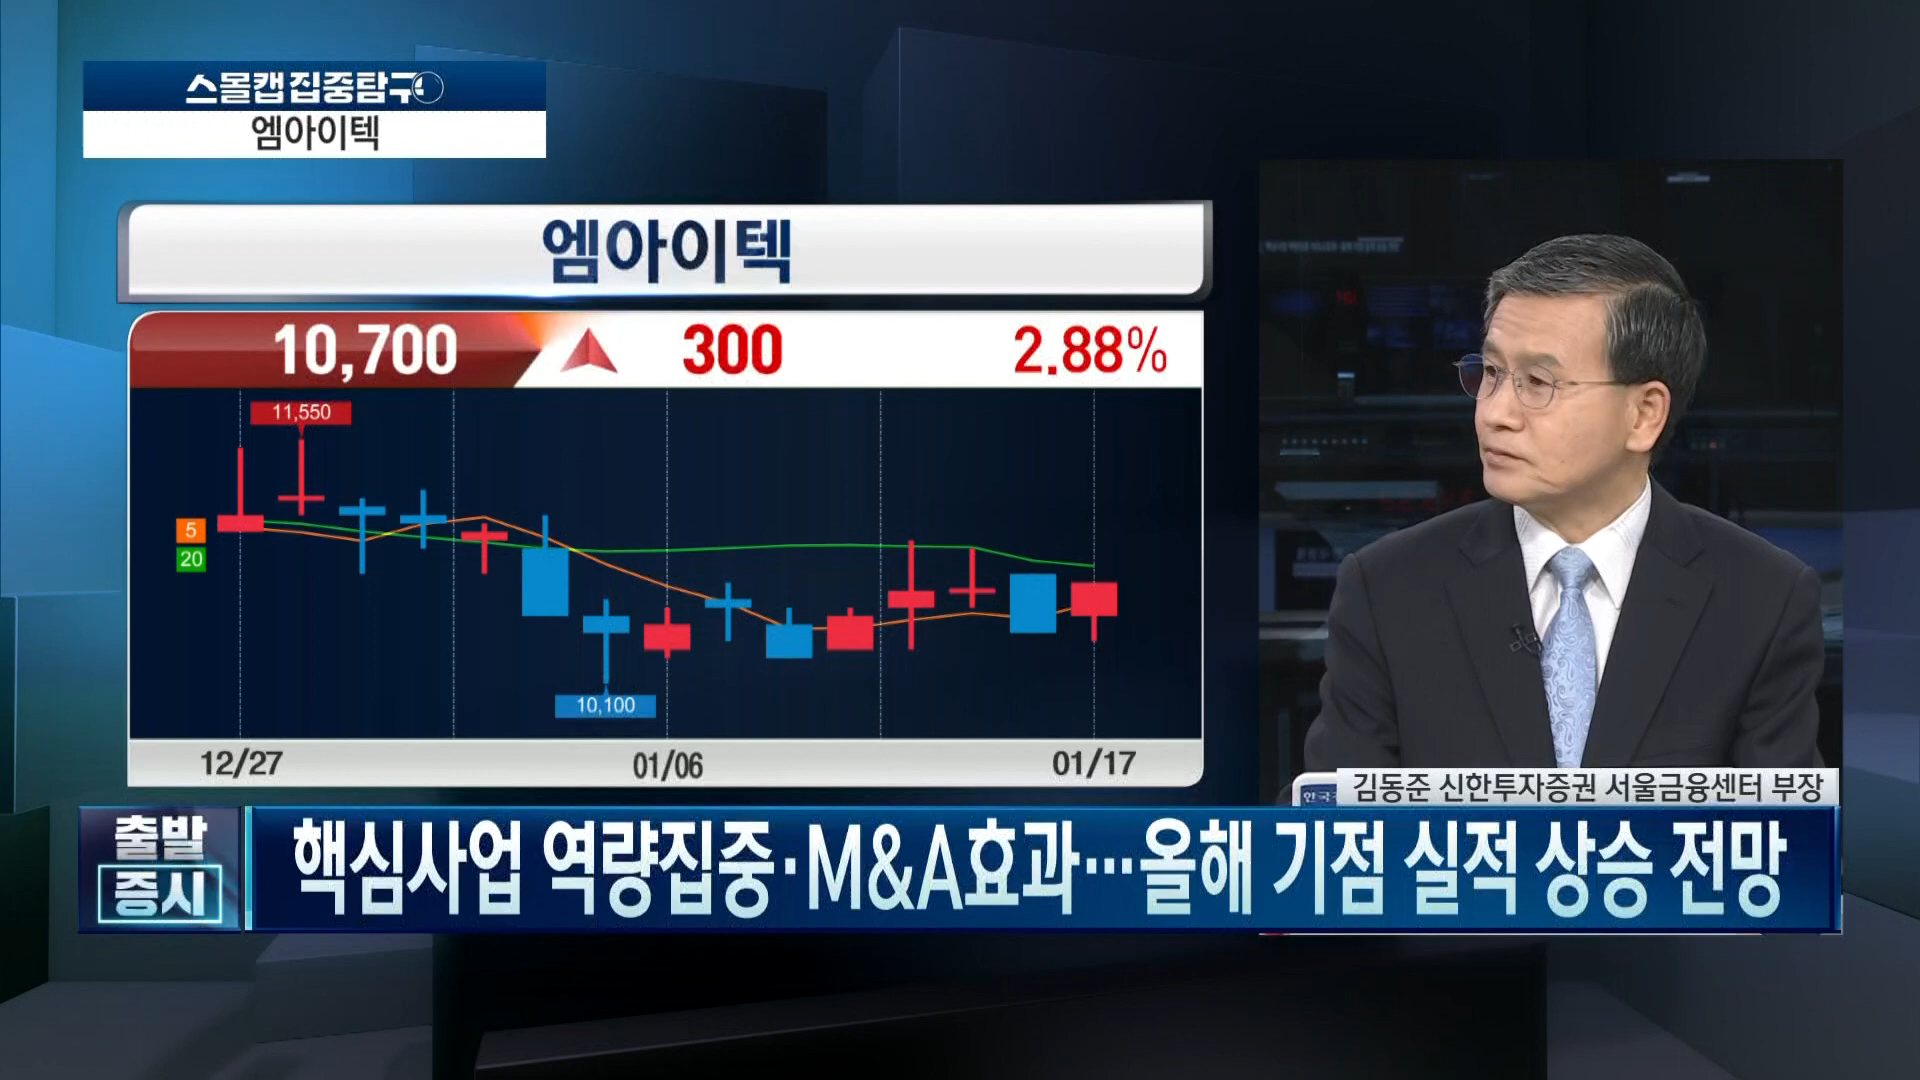 스몰캡 집중탐구
엠아이텍
엠아이텍
10,700 300 2.88%
11,550
5
20
10,100
12/27 01/06 01/17
김동준 신한투자증권 서울금융센터 부장
출발
증시
핵심사업 역량집중·M&A효과…올해 기점 실적 상승 전망